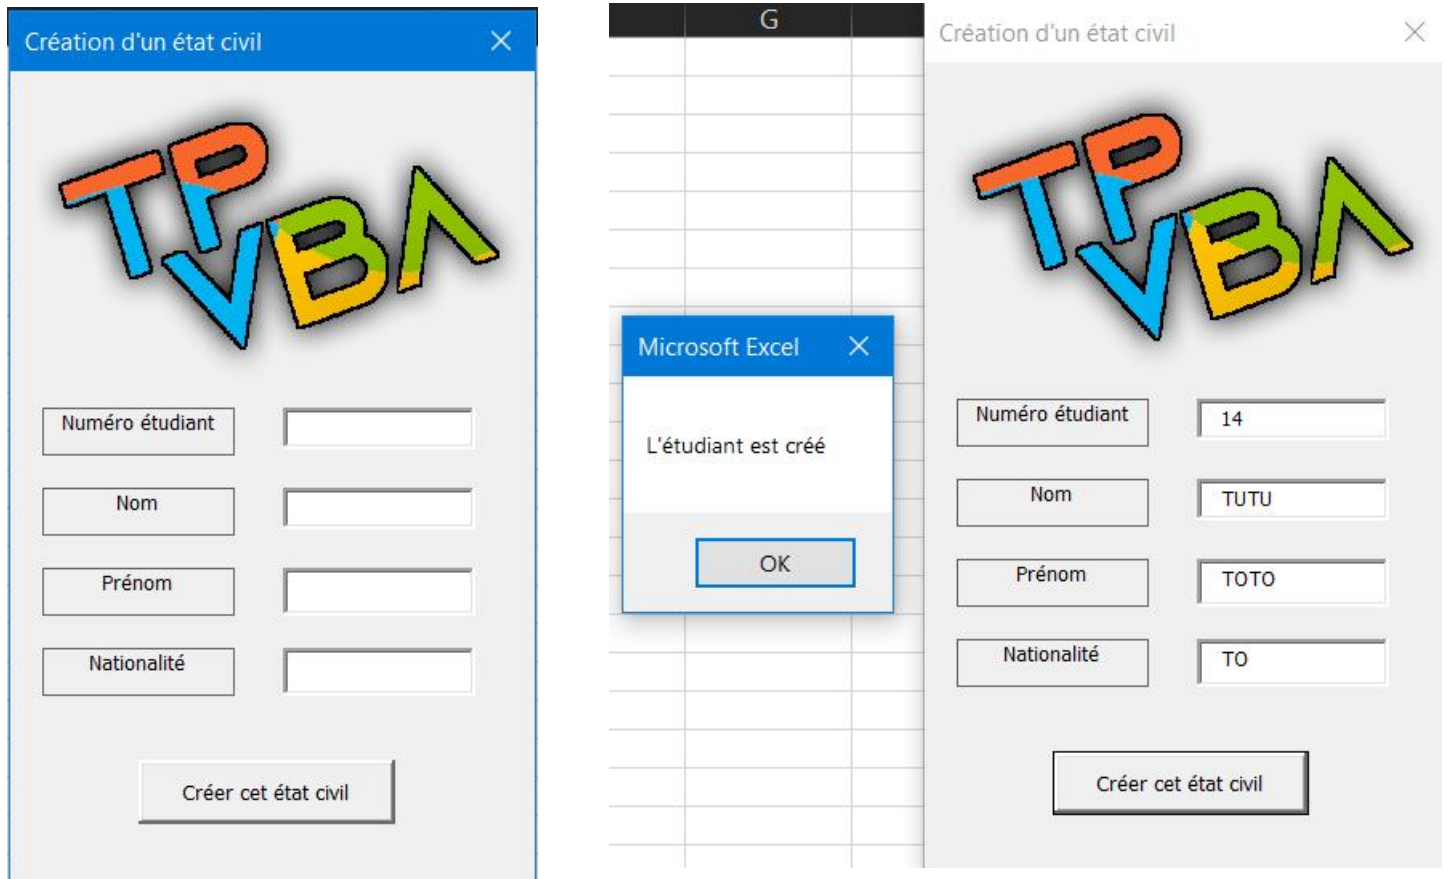 Création d'un état civil
TP
VBA
Numéro étudiant
Nom
Prénom
Nationalité
Créer cet état civil
G
Microsoft Excel
L'étudiant est créé
OK
Création d'un état civil
TP
VBA
Numéro étudiant 14
Nom TUTU
Prénom TOTO
Nationalité TO
Créer cet état civil